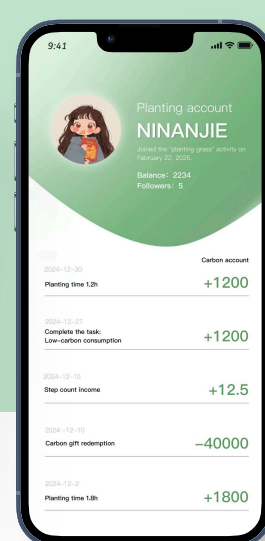 9:41
Planting account
NINANJIE
Joined the "planting grass" activity on
February 22, 2025.
Balance: 2234
Followers: 5
Carbon account
2024-12-30
Planting time 1.2h
+1200
2024-12-27
Complete the task:
Low-carbon consumption
+1200
2024-12-15
Step count income
+12.5
2024-12-10
Carbon gift redemption
-40000
2024-12-2
Planting time 1.8h
+1800